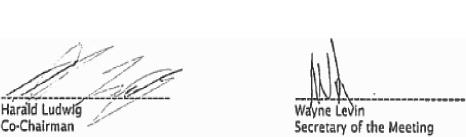 Harald Ludwig
Co-Chairman
Wayne Levin
Secretary of the Meeting